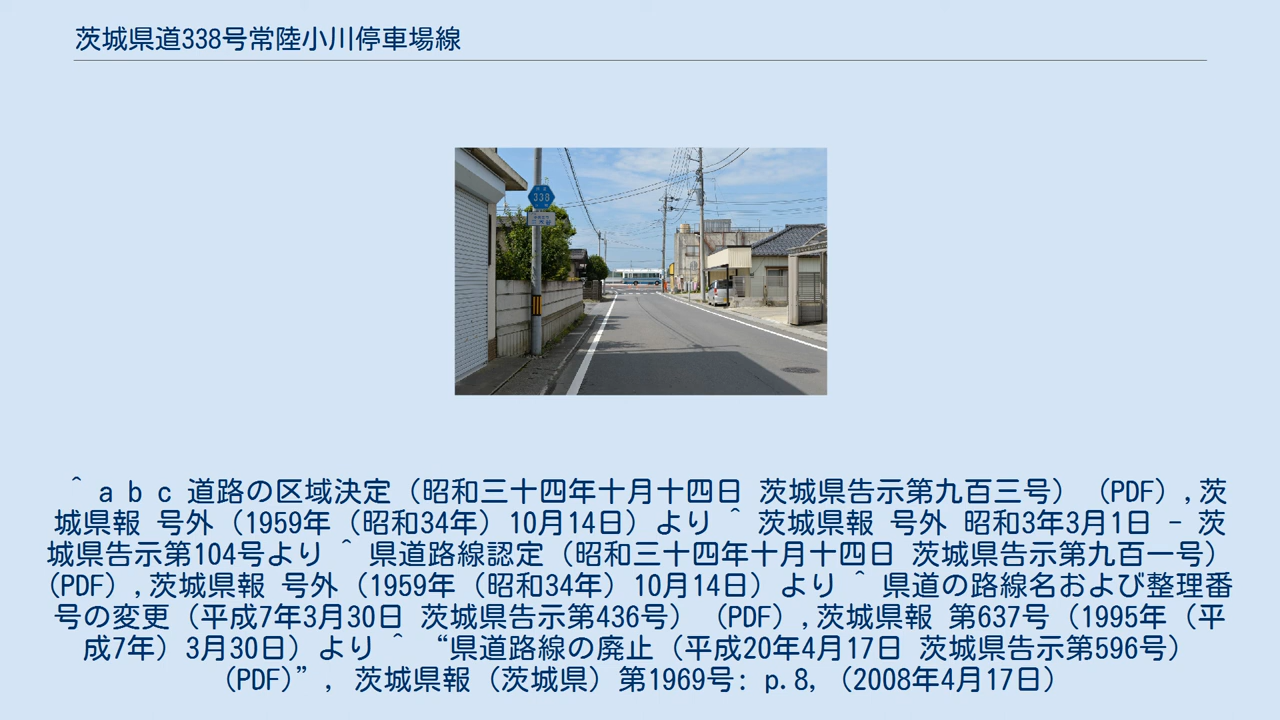 茨城県道338号常陸小川停車場線
338
^ a b c 道路の区域決定（昭和三十四年十月十四日 茨城県告示第九百三号）（PDF）,茨
城県報 号外（1959年（昭和34年）10月14日）より ^ 茨城県報 号外 昭和3年3月1日 - 茨
城県告示第104号より ^ 県道路線認定（昭和三十四年十月十四日 茨城県告示第九百一号）
（PDF）,茨城県報 号外（1959年（昭和34年）10月14日）より ^ 県道の路線名および整理番
号の変更（平成7年3月30日 茨城県告示第436号）（PDF）,茨城県報 第637号（1995年（平
成7年）3月30日）より ^ “県道路線の廃止（平成20年4月17日 茨城県告示第596号）
（PDF）”, 茨城県報（茨城県）第1969号: p.8, （2008年4月17日）